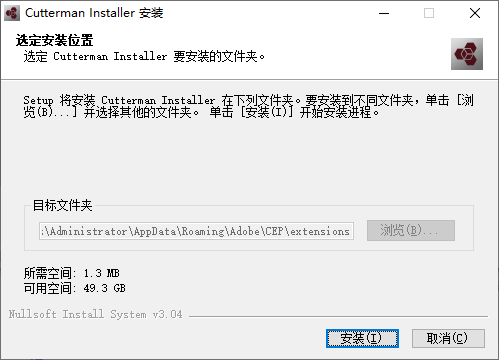 Cutterman Installer 安装
选定安装位置
选定 Cutterman Installer 要安装的文件夹。
Setup 将安装 Cutterman Installer 在下列文件夹。要安装到不同文件夹，单击 [浏
览(B)...] 并选择其他的文件夹。 单击 [安装(I)] 开始安装进程。
目标文件夹
:\Administrator\AppData\Roaming\Adobe\CEP\extensions
浏览(B)...
所需空间: 1.3 MB
可用空间: 49.3 GB
Nullsoft Install System v3.04
安装(I)
取消(C)